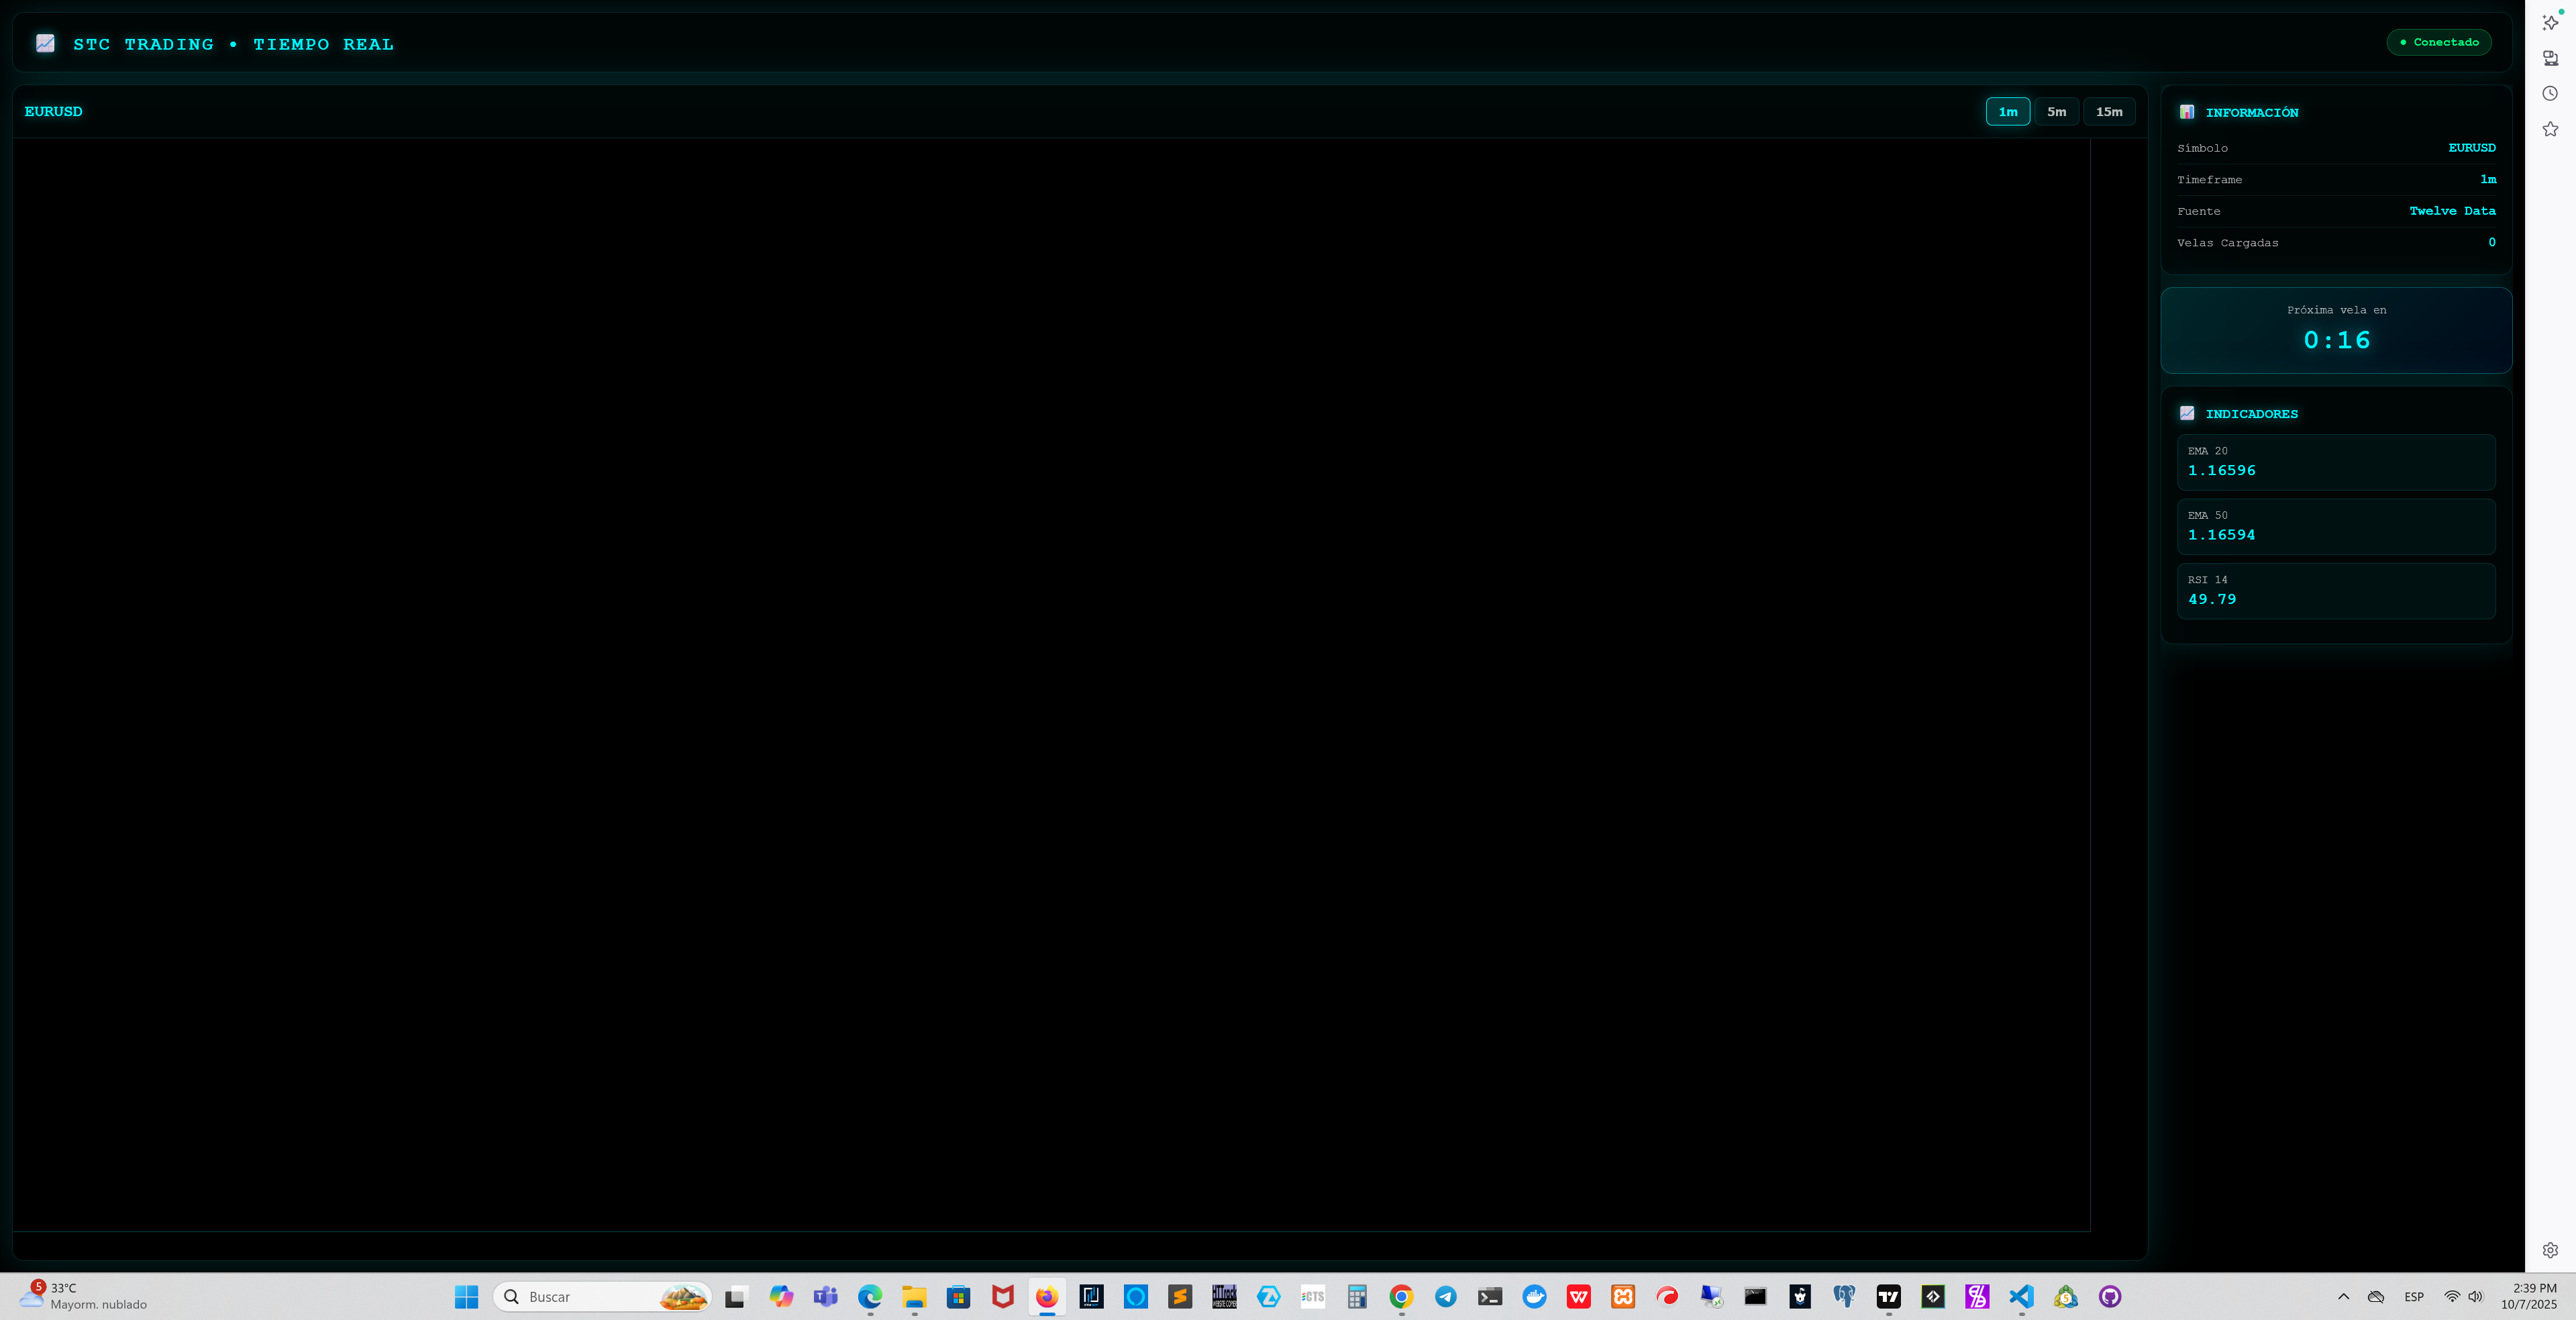 STC TRADING • TIEMPO REAL
Conectado
EURUSD
1m
5m
15m
INFORMACIÓN
Símbolo
EURUSD
Timeframe
1m
Fuente
Twelve Data
Velas Cargadas
0
Próxima vela en
0:16
INDICADORES
EMA 20
1.16596
EMA 50
1.16594
RSI 14
49.79
5
33°C
Mayorm. nublado
Buscar
CTS
ESP
2:39 PM
10/7/2025